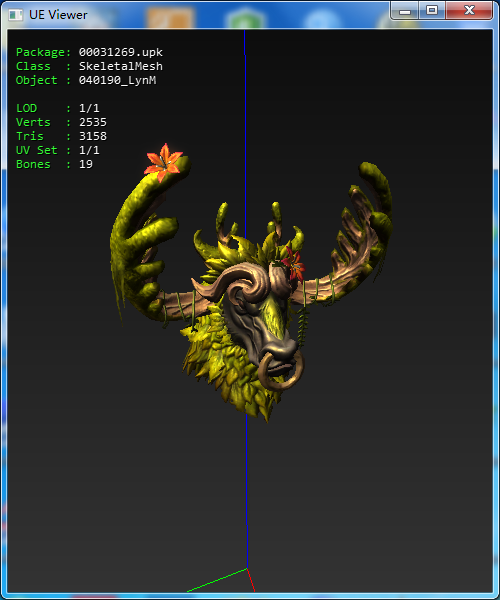 UE Viewer
Package: 00031269.upk
Class : SkeletalMesh
Object : 040190_LynM
LOD : 1/1
Verts : 2535
Tris : 3158
UV Set : 1/1
Bones : 19